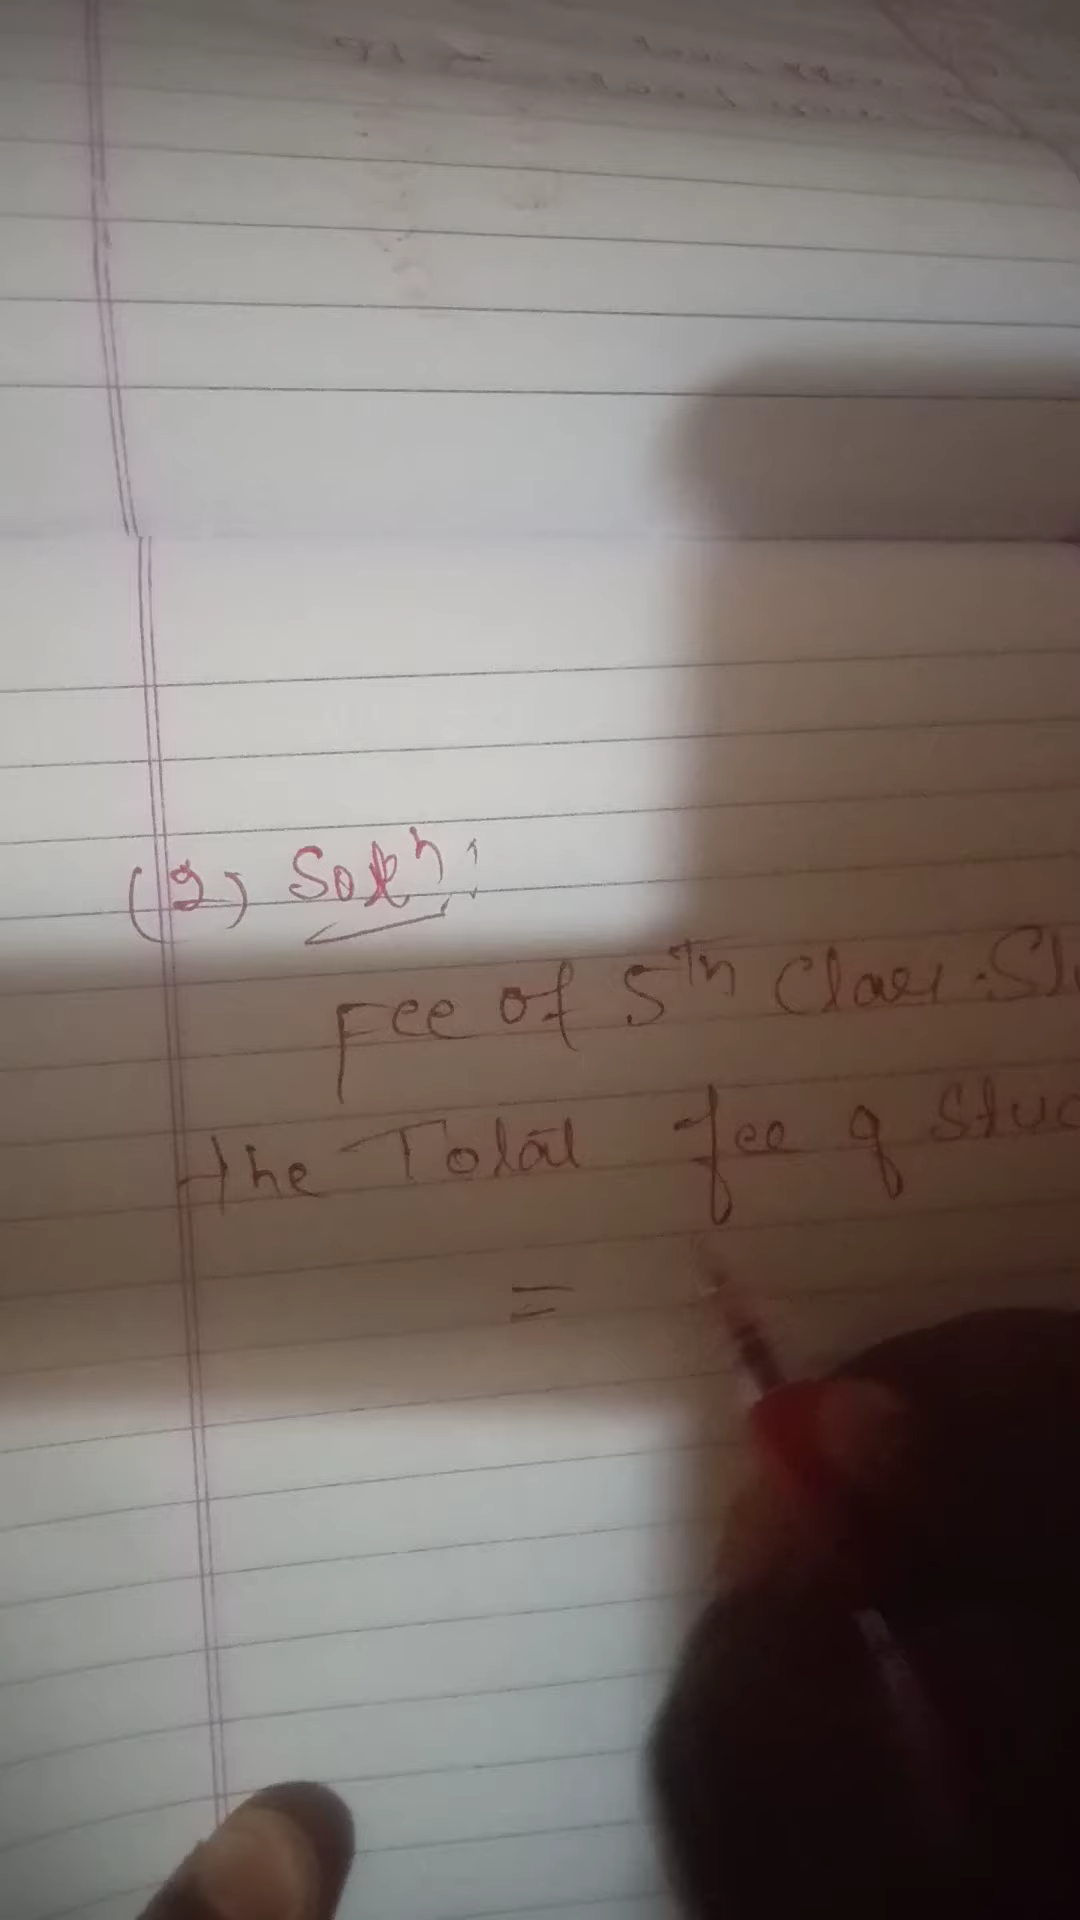 (2) Solⁿ:
Fee of 5th Class
the Total fee of
=